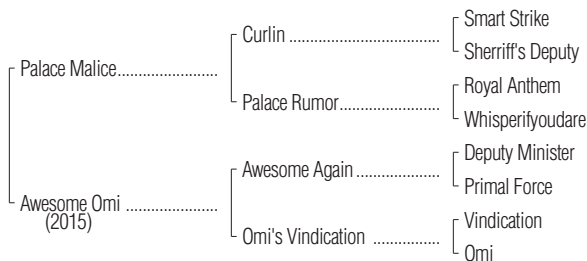 Smart Strike
Curlin ........................................
Sherriff's Deputy
Palace Malice.........................
Royal Anthem
Palace Rumor...........................
Whisperifyoudare
Deputy Minister
Awesome Again .....................
Primal Force
Awesome Omi ......................
(2015)
Vindication
Omi's Vindication .................
Omi